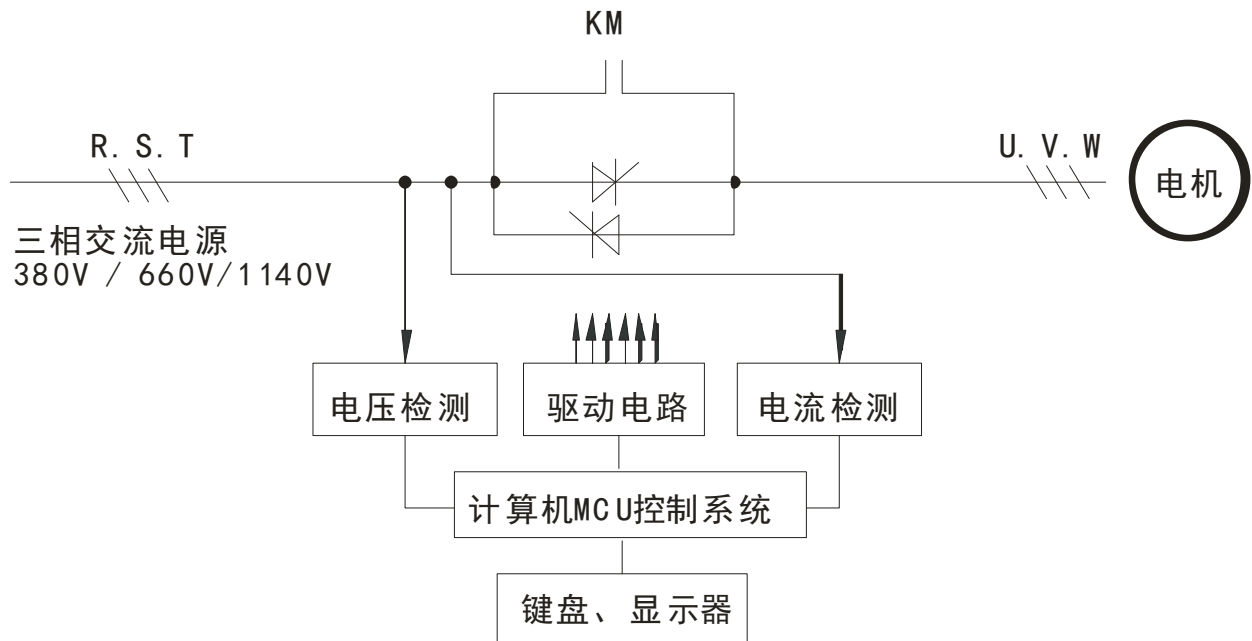 KM
R. S. T
U. V. W
电机
三相交流电源
380V / 660V/1140V
电压检测
驱动电路
电流检测
计算机MCU控制系统
键盘、显示器